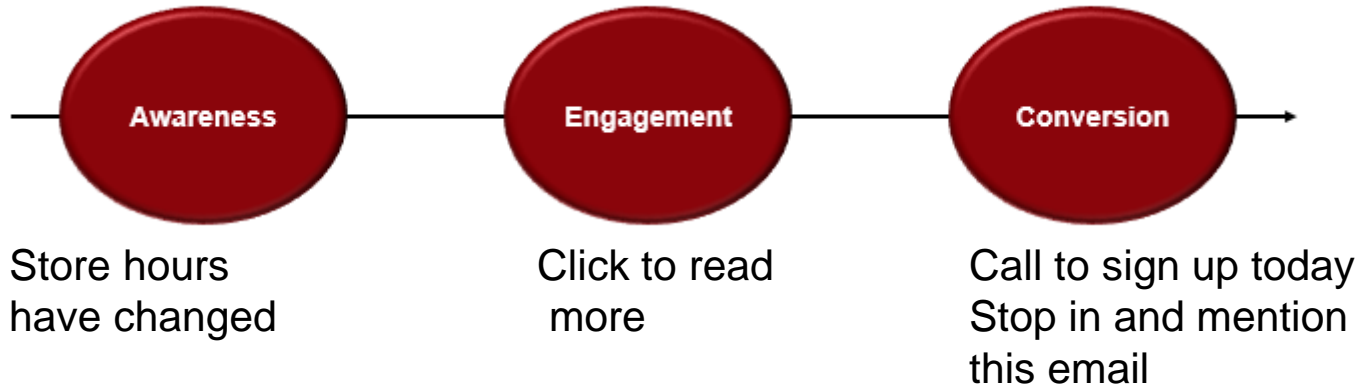 Awareness
Engagement
Conversion
Store hours
have changed
Click to read
more
Call to sign up today
Stop in and mention
this email